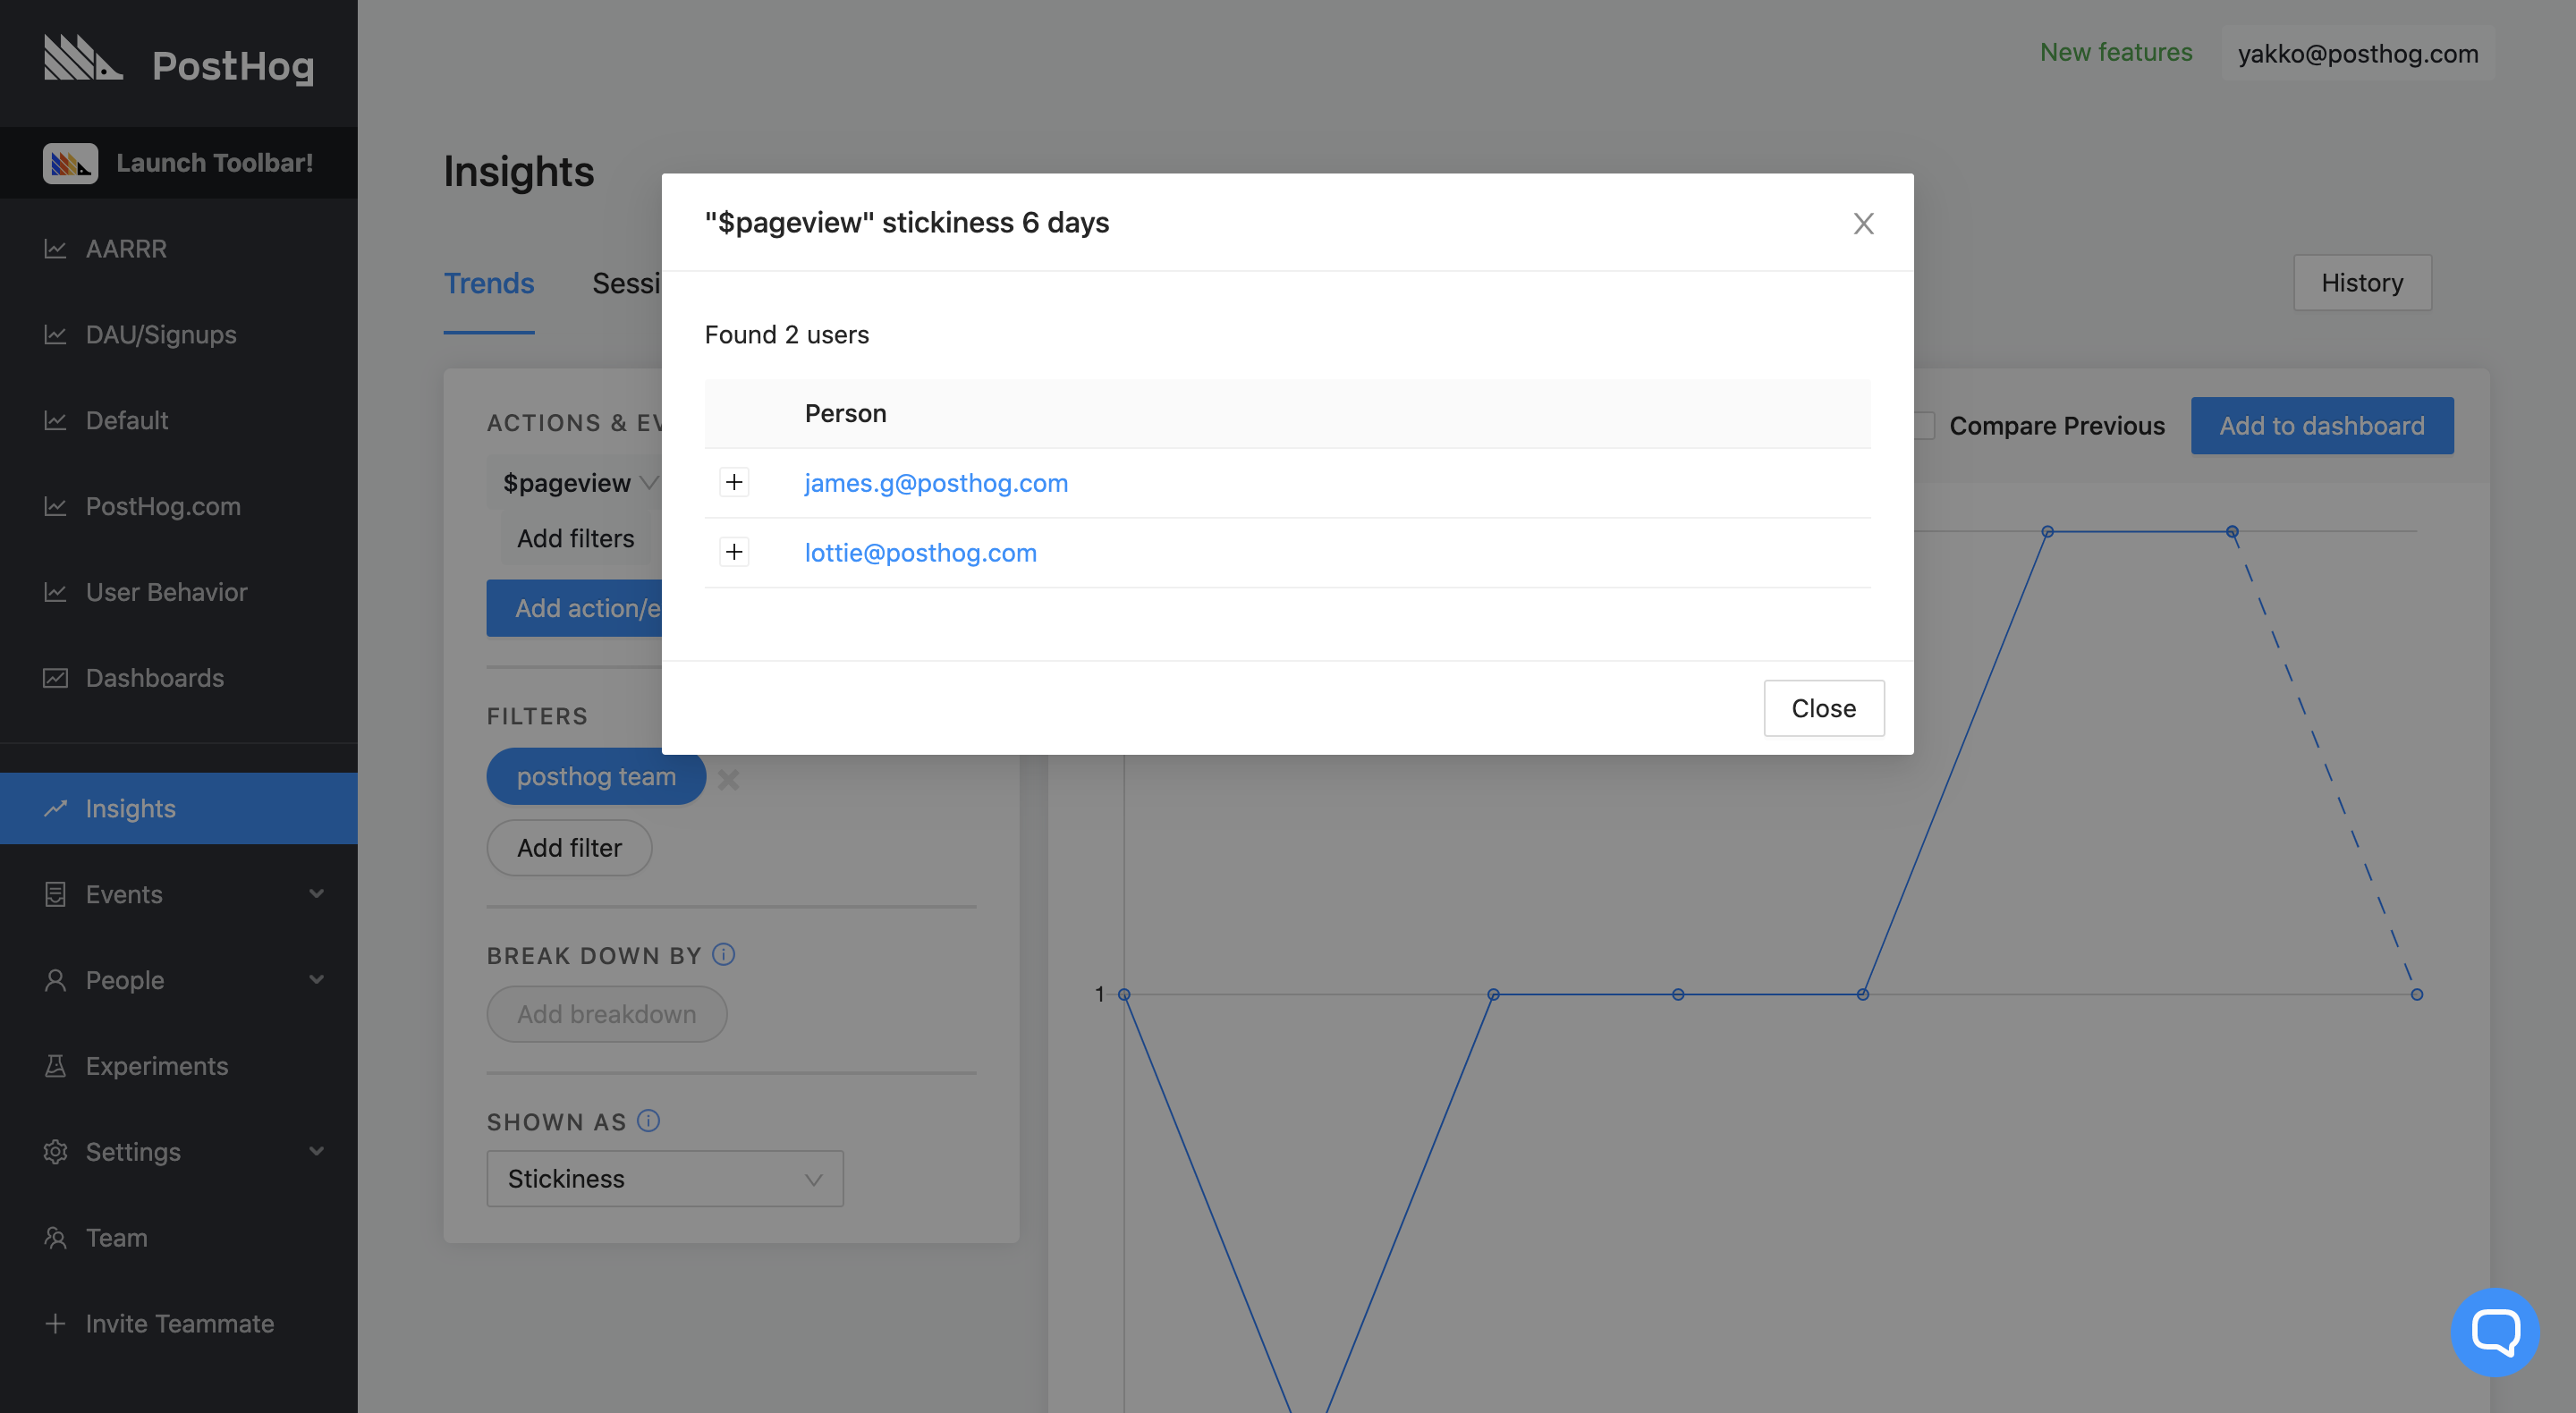 PostHog
Launch Toolbar!
AARRR
DAU/Signups
Default
PostHog.com
User Behavior
Dashboards
Insights
Events
People
Experiments
Settings
Team
Invite Teammate
New features
yakko@posthog.com
Insights
Trends
Sessi
History
ACTIONS & EV
$pageview
Add filters
Add action/e
FILTERS
posthog team
Add filter
BREAK DOWN BY
Add breakdown
SHOWN AS
Stickiness
Compare Previous
Add to dashboard
1
"$pageview" stickiness 6 days
Found 2 users
Person
james.g@posthog.com
lottie@posthog.com
Close